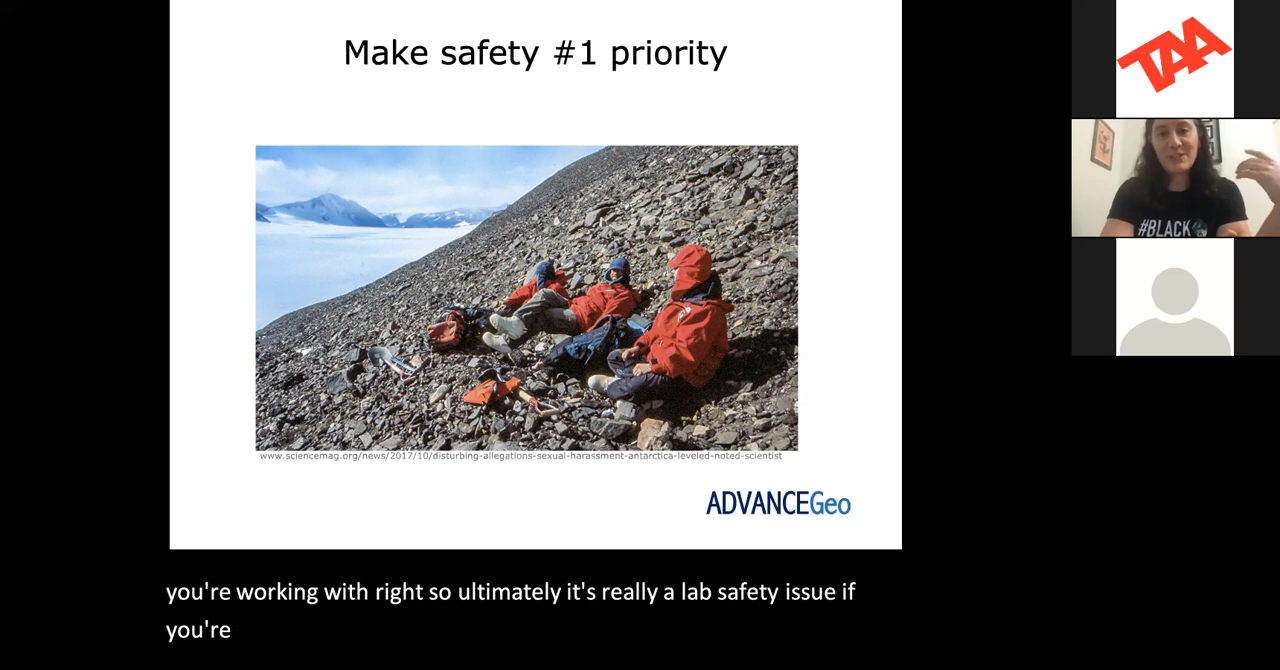 Make safety #1 priority
TAA
#BLACK
www.sciencemag.org/news/2017/10/disturbing-allegations-sexual-harassment-antarctica-leveled-noted-scientist
ADVANCEGeo
you're working with right so ultimately it's really a lab safety issue if
you're